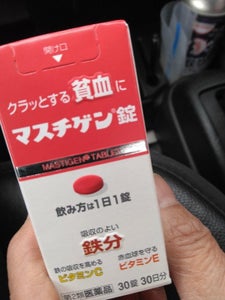 開け口
クラッとする貧血に
マスチゲン®錠
MASTIGEN® TABLET
飲み方は1日1錠
吸収のよい
鉄分
鉄の吸収を高める
ビタミンC
赤血球を守る
ビタミンE
第2類医薬品 30錠 30日分